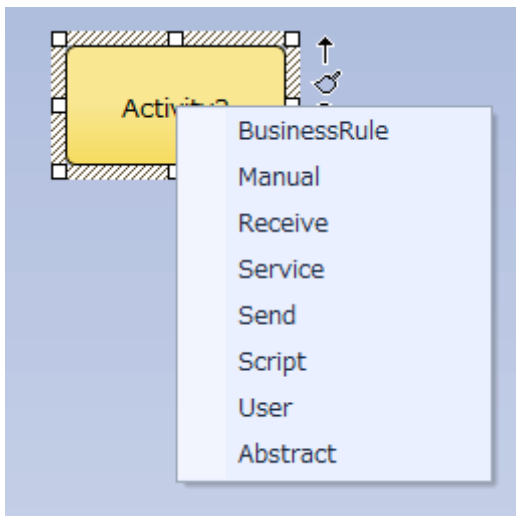 BusinessRule
Manual
Receive
Service
Send
Script
User
Abstract